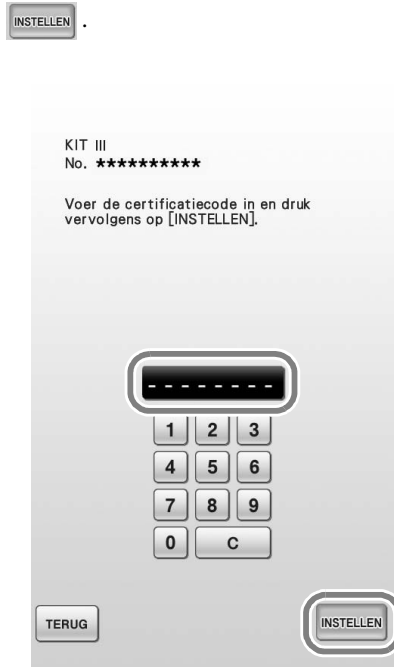 INSTELLEN .
KIT III
No. **********
Voer de certificatiecode in en druk
vervolgens op [INSTELLEN].
- - - - - - - -
1 2 3
4 5 6
7 8 9
0 C
TERUG INSTELLEN